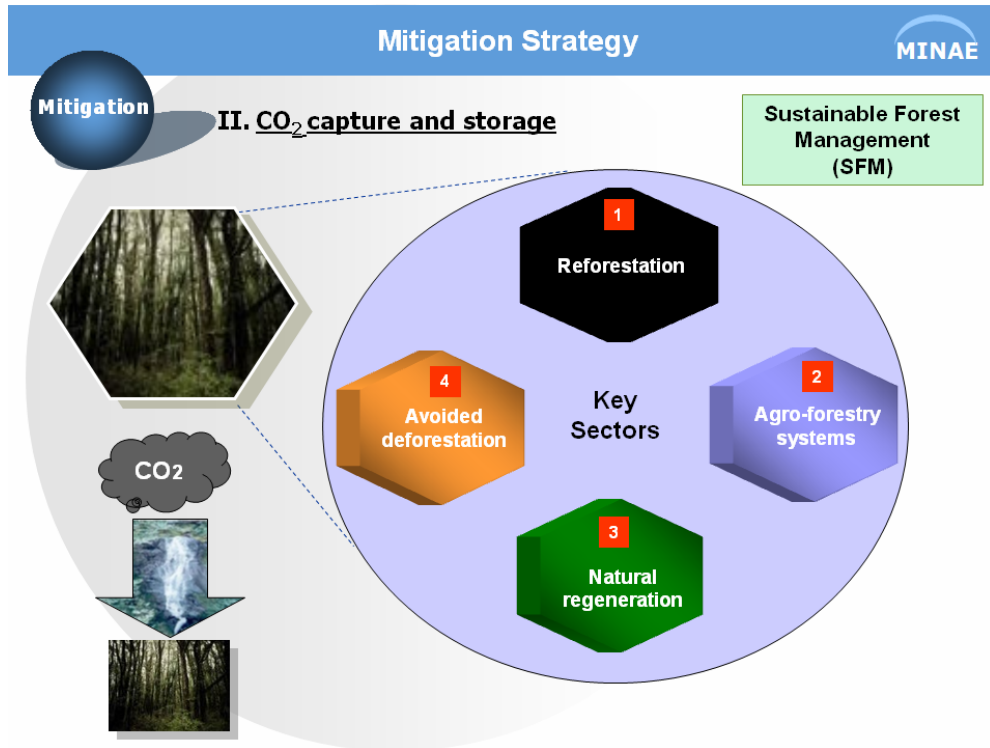 Mitigation Strategy
MINAE
Mitigation
II. CO₂ capture and storage
Sustainable Forest
Management
(SFM)
1
Reforestation
2
Agro-forestry
systems
Key
Sectors
4
Avoided
deforestation
3
Natural
regeneration
CO2